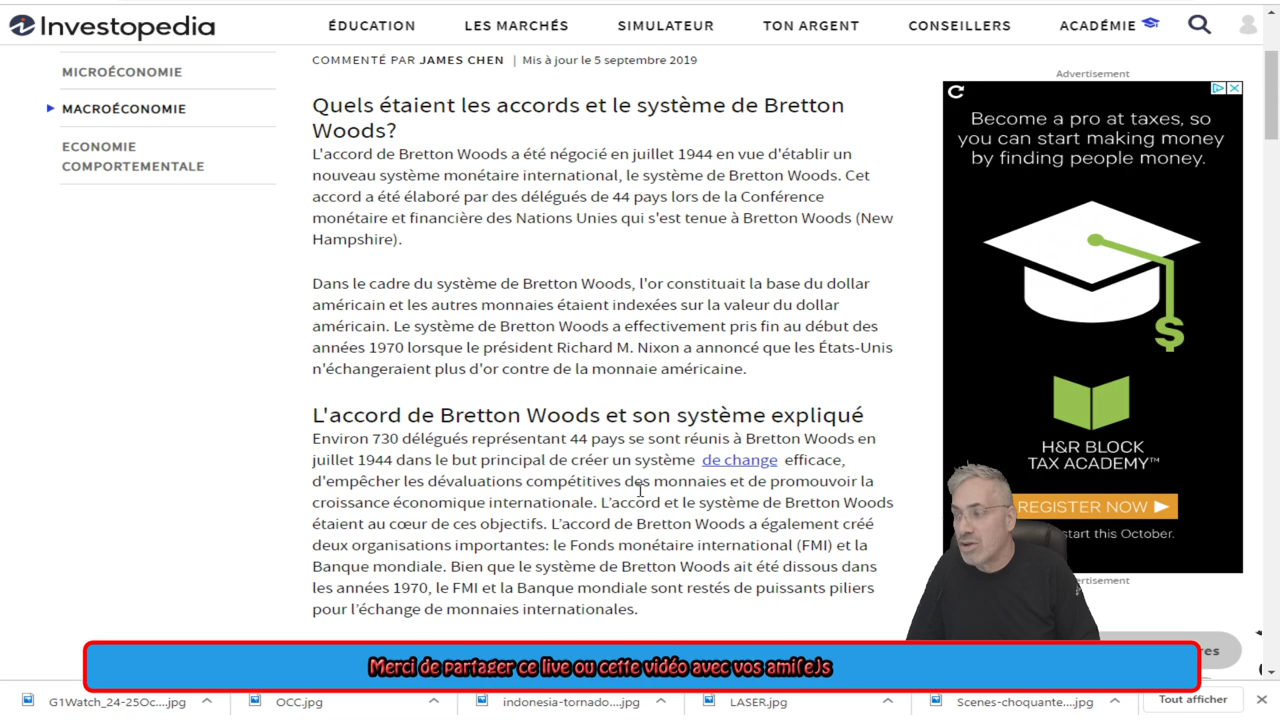 Investopedia
ÉDUCATION
LES MARCHÉS
SIMULATEUR
TON ARGENT
CONSEILLERS
ACADÉMIE
MICROÉCONOMIE
MACROÉCONOMIE
ECONOMIE
COMPORTEMENTALE
COMMENTÉ PAR JAMES CHEN | Mis à jour le 5 septembre 2019
Quels étaient les accords et le système de Bretton
Woods?
L'accord de Bretton Woods a été négocié en juillet 1944 en vue d'établir un
nouveau système monétaire international, le système de Bretton Woods. Cet
accord a été élaboré par des délégués de 44 pays lors de la Conférence
monétaire et financière des Nations Unies qui s'est tenue à Bretton Woods (New
Hampshire).
Dans le cadre du système de Bretton Woods, l'or constituait la base du dollar
américain et les autres monnaies étaient indexées sur la valeur du dollar
américain. Le système de Bretton Woods a effectivement pris fin au début des
années 1970 lorsque le président Richard M. Nixon a annoncé que les États-Unis
n'échangeraient plus d'or contre de la monnaie américaine.
L'accord de Bretton Woods et son système expliqué
Environ 730 délégués représentant 44 pays se sont réunis à Bretton Woods en
juillet 1944 dans le but principal de créer un système de change efficace,
d'empêcher les dévaluations compétitives des monnaies et de promouvoir la
croissance économique internationale. L'accord et le système de Bretton Woods
étaient au cœur de ces objectifs. L'accord de Bretton Woods a également créé
deux organisations importantes: le Fonds monétaire international (FMI) et la
Banque mondiale. Bien que le système de Bretton Woods ait été dissous dans
les années 1970, le FMI et la Banque mondiale sont restés de puissants piliers
pour l'échange de monnaies internationales.
Advertisement
Become a pro at taxes, so
you can start making money
by finding people money.
$
H&R BLOCK
TAX ACADEMY™
REGISTER NOW
start this October.
Merci de partager ce live ou cette vidéo avec vos ami(e)s
G1Watch_24-25Oc....jpg
OCC.jpg
indonesia-tornado....jpg
LASER.jpg
Scenes-choquante....jpg
Tout afficher